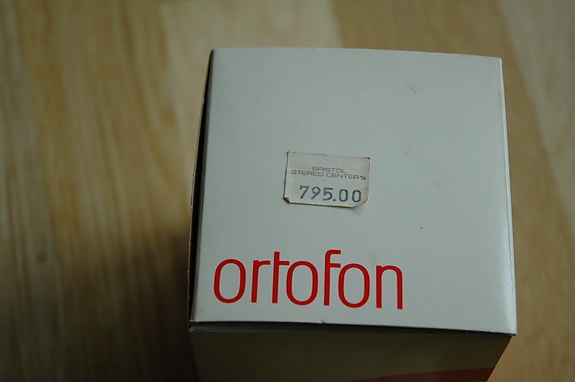 BRISTOL
STEREO CENTER
795.00
ortofon